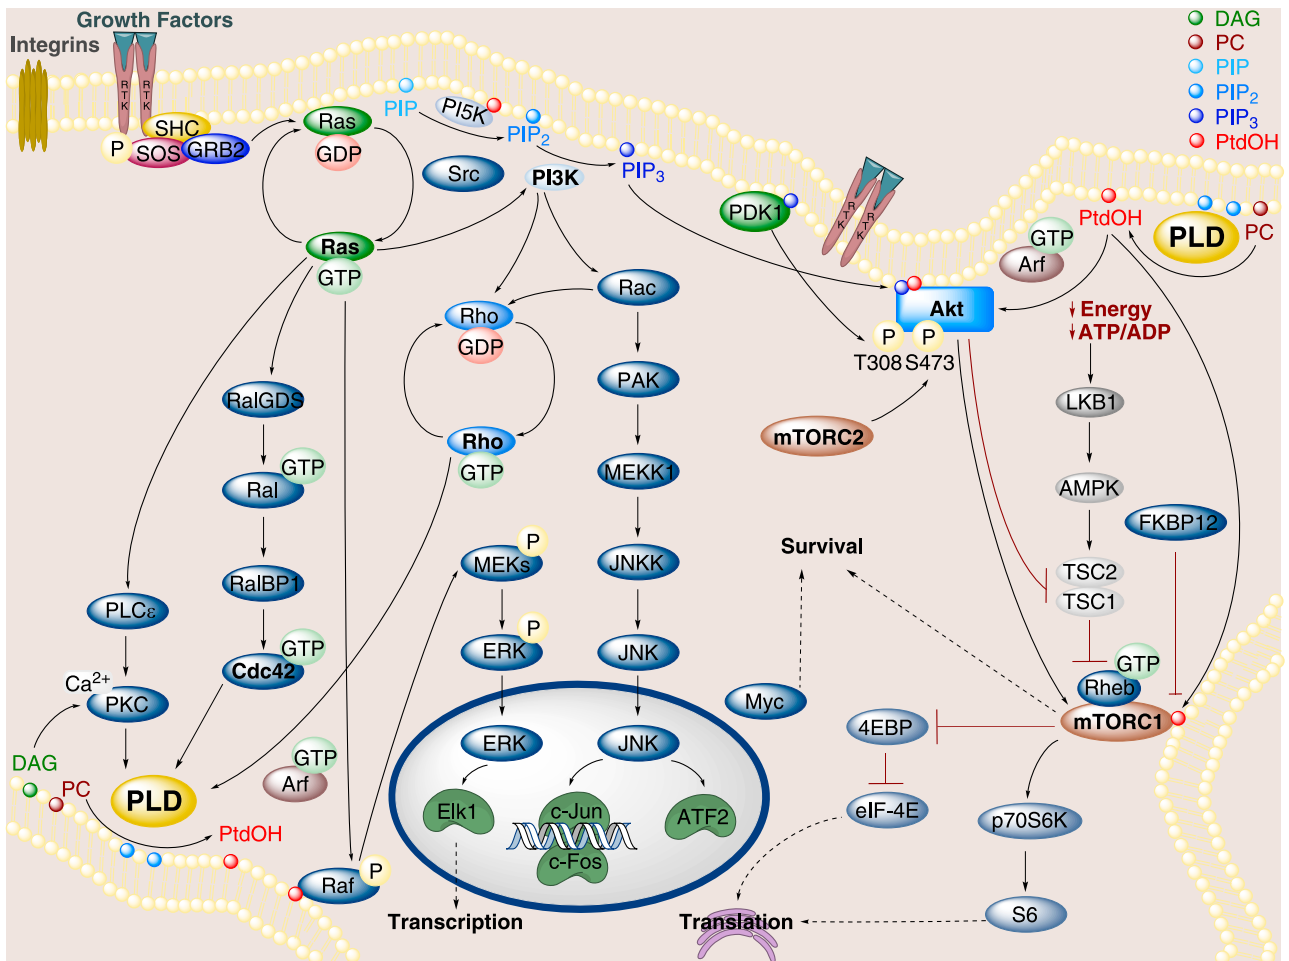 Growth Factors
Integrins
DAG
PC
PIP
PIP2
PIP3
PtdOH
R
T
K
R
T
K
P
SHC
SOS
GRB2
Ras
GDP
PIP
PI5K
PIP2
Src
PI3K
PIP3
PDK1
R
T
K
R
T
K
PtdOH
PLD
PC
GTP
Arf
Ras
GTP
Rac
Rho
GDP
Akt
P
P
T308 S473
Energy
ATP/ADP
PAK
RalGDS
LKB1
mTORC2
Rho
GTP
GTP
Ral
MEKK1
AMPK
FKBP12
P
MEKs
JNKK
Survival
TSC2
TSC1
RalBP1
PLCε
P
ERK
JNK
GTP
Cdc42
GTP
Rheb
mTORC1
Ca2+
PKC
Myc
4EBP
ERK
JNK
DAG
PC
PLD
GTP
Arf
PtdOH
Elk1
c-Jun
c-Fos
ATF2
eIF-4E
p70S6K
P
Raf
S6
Transcription
Translation